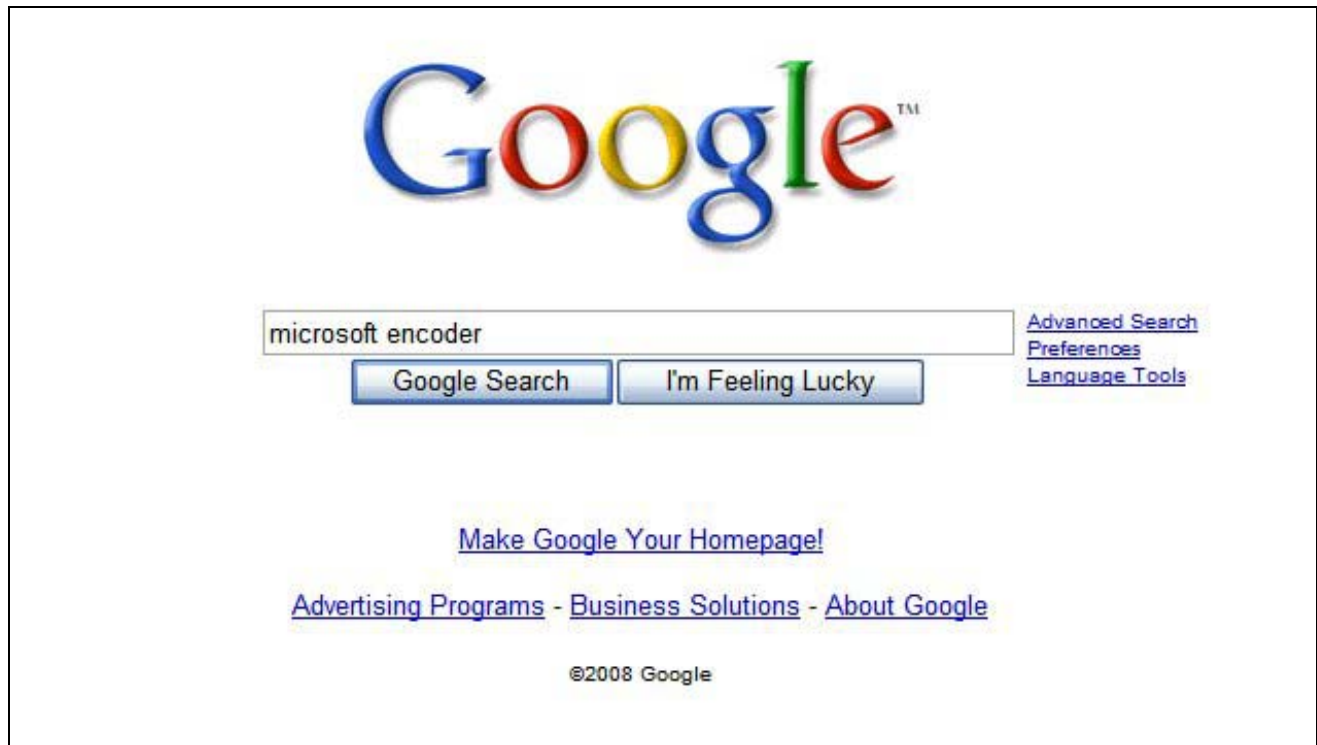 Google™
microsoft encoder
Advanced Search
Preferences
Language Tools
Google Search
I'm Feeling Lucky
Make Google Your Homepage!
Advertising Programs - Business Solutions - About Google
©2008 Google